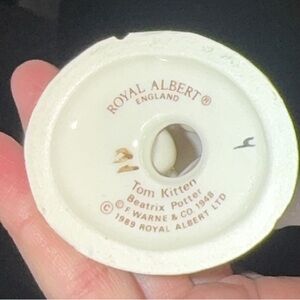 ROYAL ALBERT®
ENGLAND
Tom Kitten
Beatrix Potter
© F. WARNE & CO. 1948
© 1989 ROYAL ALBERT LTD